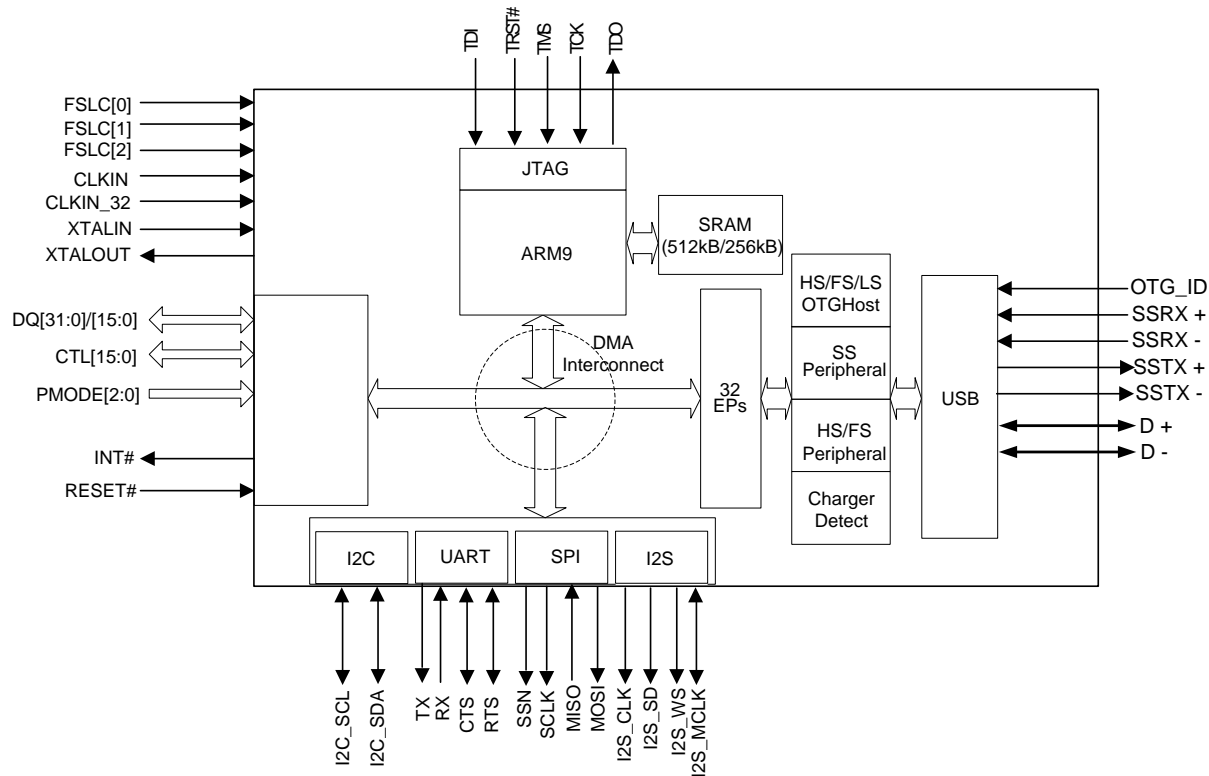 TDI
TRST#
TMS
TCK
TDO
FSLC[0]
FSLC[1]
FSLC[2]
CLKIN
CLKIN_32
XTALIN
XTALOUT
DQ[31:0]/[15:0]
CTL[15:0]
PMODE[2:0]
INT#
RESET#
JTAG
ARM9
SRAM
(512kB/256kB)
DMA
Interconnect
32
EPs
HS/FS/LS
OTGHost
SS
Peripheral
HS/FS
Peripheral
Charger
Detect
USB
OTG_ID
SSRX +
SSRX -
SSTX +
SSTX -
D +
D -
I2C
UART
SPI
I2S
I2C_SCL
I2C_SDA
TX
RX
CTS
RTS
SSN
SCLK
MISO
MOSI
I2S_CLK
I2S_SD
I2S_WS
I2S_MCLK